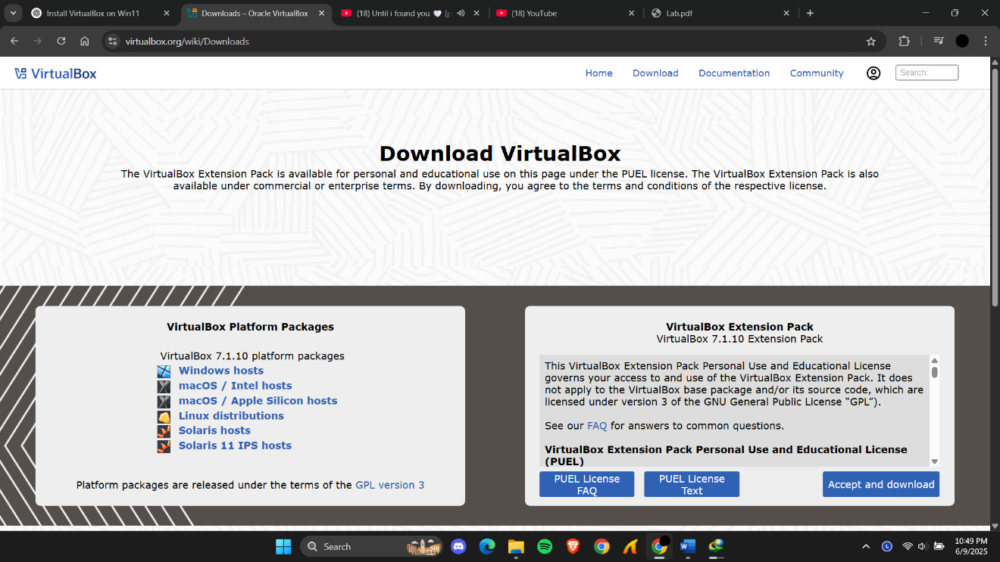 Install VirtualBox on Win11
Downloads – Oracle VirtualBox
(18) Until i found you 🤍 [p
(18) YouTube
Lab.pdf
virtualbox.org/wiki/Downloads
VirtualBox
Home
Download
Documentation
Community
Search:
Download VirtualBox
The VirtualBox Extension Pack is available for personal and educational use on this page under the PUEL license. The VirtualBox Extension Pack is also
available under commercial or enterprise terms. By downloading, you agree to the terms and conditions of the respective license.
VirtualBox Platform Packages
VirtualBox 7.1.10 platform packages
Windows hosts
macOS / Intel hosts
macOS / Apple Silicon hosts
Linux distributions
Solaris hosts
Solaris 11 IPS hosts
Platform packages are released under the terms of the GPL version 3
VirtualBox Extension Pack
VirtualBox 7.1.10 Extension Pack
This VirtualBox Extension Pack Personal Use and Educational License
governs your access to and use of the VirtualBox Extension Pack. It does
not apply to the VirtualBox base package and/or its source code, which are
licensed under version 3 of the GNU General Public License “GPL”).
See our FAQ for answers to common questions.
VirtualBox Extension Pack Personal Use and Educational License
(PUEL)
PUEL License
FAQ
PUEL License
Text
Accept and download
Search
L
10:49 PM
6/9/2025